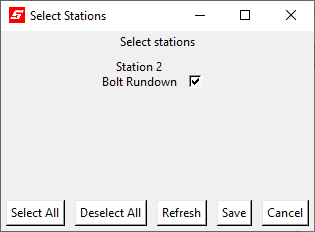 Select Stations
Select stations
Station 2
Bolt Rundown
Select All Deselect All Refresh Save Cancel